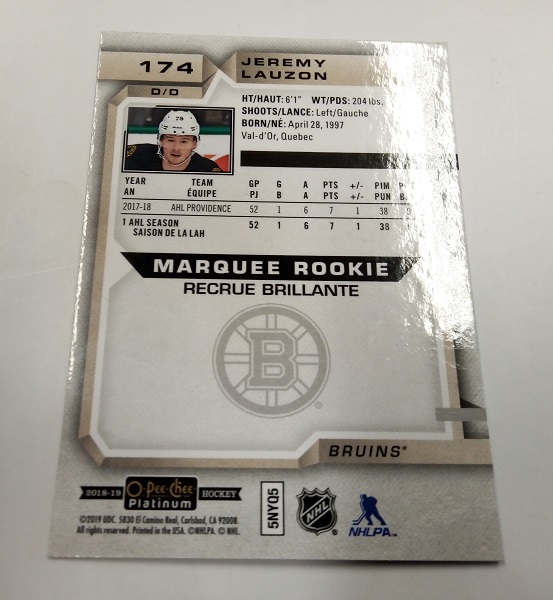 174
JEREMY
LAUZON
D/D
HT/HAUT: 6'1" WT/PDS: 204 lbs.
SHOOTS/LANCE: Left/Gauche
BORN/NÉ: April 28, 1997
Val-d'Or, Quebec
79
YEAR TEAM GP G A PTS +/- PIM
AN ÉQUIPE PJ B A PTS +/- PUN
2017-18 AHL PROVIDENCE 52 1 6 7 1 38
1 AHL SEASON 52 1 6 7 1 38
SAISON DE LA LAH
MARQUEE ROOKIE
RECRUE BRILLANTE
B
BRUINS®
2018-19 O-Pee-Chee HOCKEY
Platinum
©2019 UDC. 5830 El Camino Real, Carlsbad, CA 92008.
All rights reserved. Printed in the USA. ©NHLPA. © NHL.
5NYQ5
NHL
NHLPA